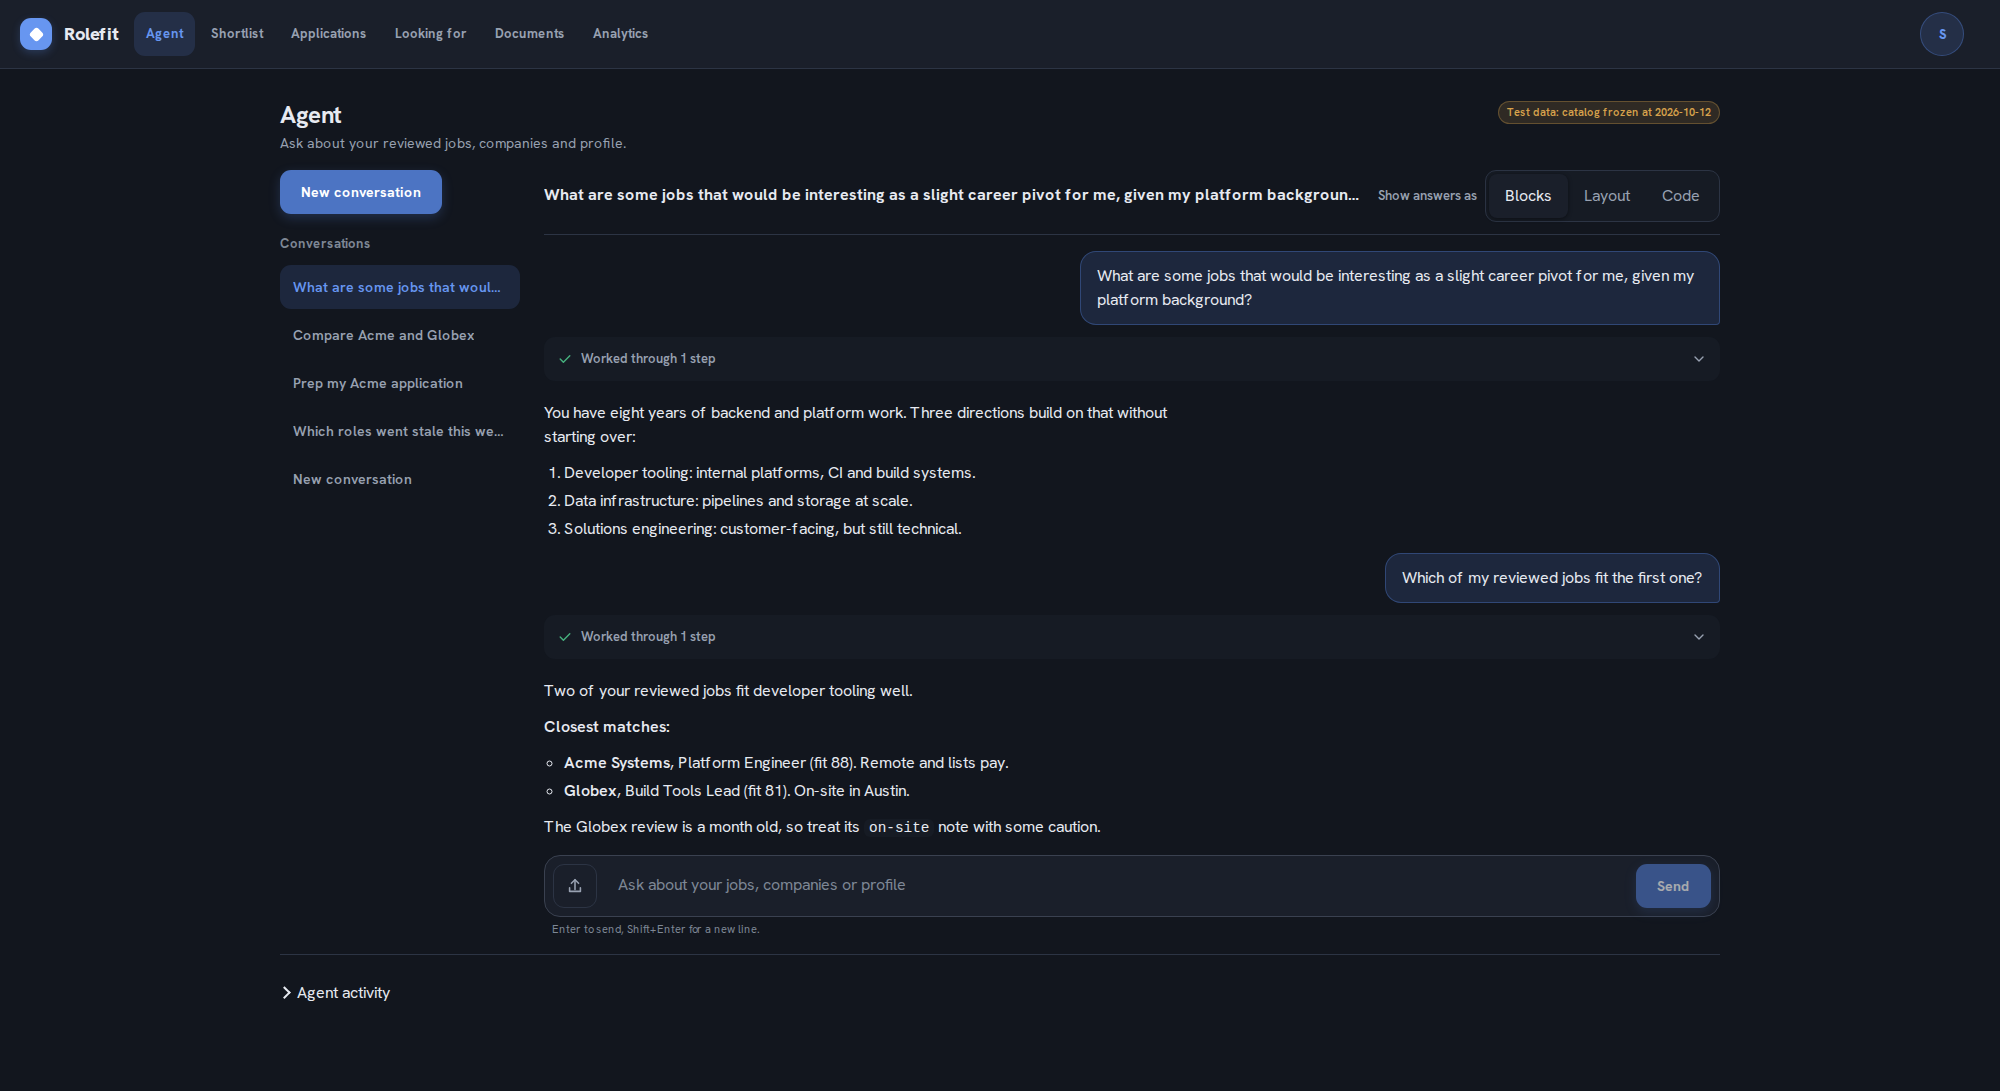 Rolefit
Agent
Shortlist
Applications
Looking for
Documents
Analytics
S
Agent
Test data: catalog frozen at 2026-10-12
Ask about your reviewed jobs, companies and profile.
New conversation
Conversations
What are some jobs that woul...
Compare Acme and Globex
Prep my Acme application
Which roles went stale this we...
New conversation
What are some jobs that would be interesting as a slight career pivot for me, given my platform backgroun...
Show answers as
Blocks
Layout
Code
What are some jobs that would be interesting as a slight career pivot for me, given my
platform background?
Worked through 1 step
You have eight years of backend and platform work. Three directions build on that without
starting over:
1. Developer tooling: internal platforms, CI and build systems.
2. Data infrastructure: pipelines and storage at scale.
3. Solutions engineering: customer-facing, but still technical.
Which of my reviewed jobs fit the first one?
Worked through 1 step
Two of your reviewed jobs fit developer tooling well.
Closest matches:
Acme Systems, Platform Engineer (fit 88). Remote and lists pay.
Globex, Build Tools Lead (fit 81). On-site in Austin.
The Globex review is a month old, so treat its on-site note with some caution.
Ask about your jobs, companies or profile
Send
Enter to send, Shift+Enter for a new line.
Agent activity